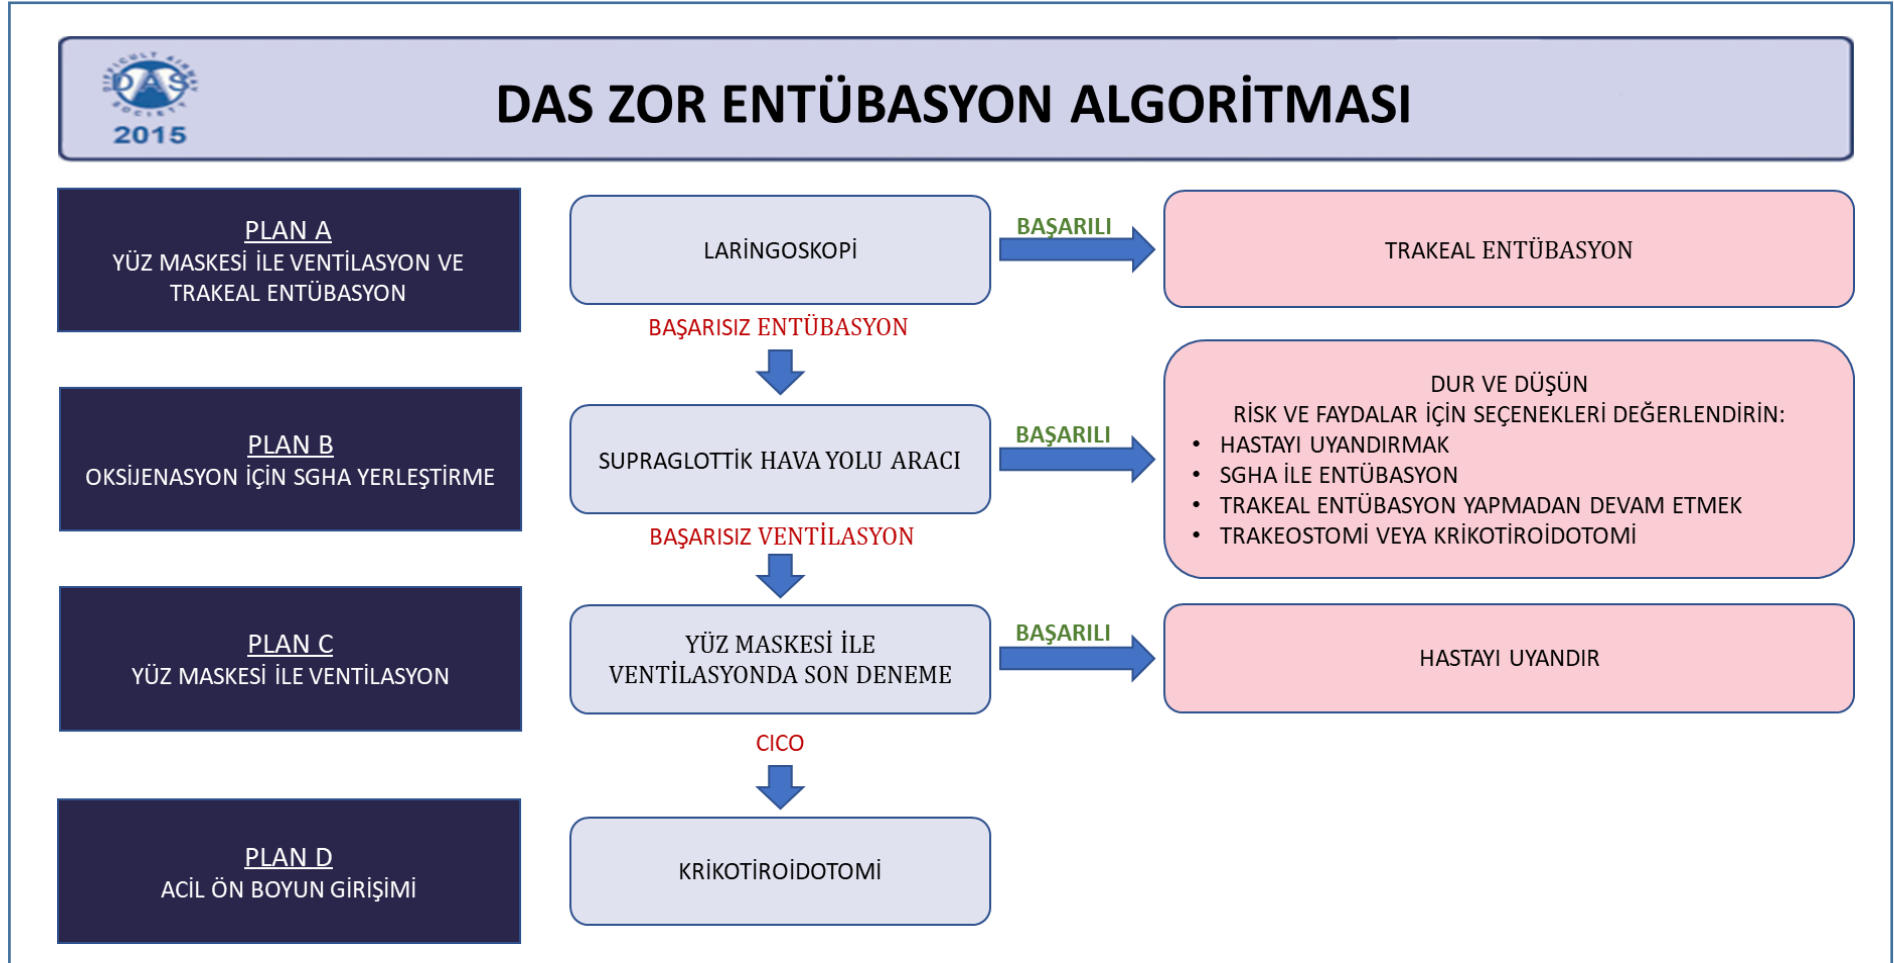 DIFFICULT AIRWAY
DAS
SOCIETY
2015
DAS ZOR ENTÜBASYON ALGORİTMASI
PLAN A
YÜZ MASKESİ İLE VENTİLASYON VE
TRAKEAL ENTÜBASYON
LARİNGOSKOPİ
BAŞARILI
TRAKEAL ENTÜBASYON
BAŞARISIZ ENTÜBASYON
PLAN B
OKSİJENASYON İÇİN SGHA YERLEŞTİRME
SUPRAGLOTTİK HAVA YOLU ARACI
BAŞARILI
DUR VE DÜŞÜN
RİSK VE FAYDALAR İÇİN SEÇENEKLERİ DEĞERLENDİRİN:
• HASTAYI UYANDIRMAK
• SGHA İLE ENTÜBASYON
• TRAKEAL ENTÜBASYON YAPMADAN DEVAM ETMEK
• TRAKEOSTOMİ VEYA KRİKOTİROİDOTOMİ
BAŞARISIZ VENTİLASYON
PLAN C
YÜZ MASKESİ İLE VENTİLASYON
YÜZ MASKESİ İLE
VENTİLASYONDA SON DENEME
BAŞARILI
HASTAYI UYANDIR
CICO
PLAN D
ACİL ÖN BOYUN GİRİŞİMİ
KRİKOTİROİDOTOMİ